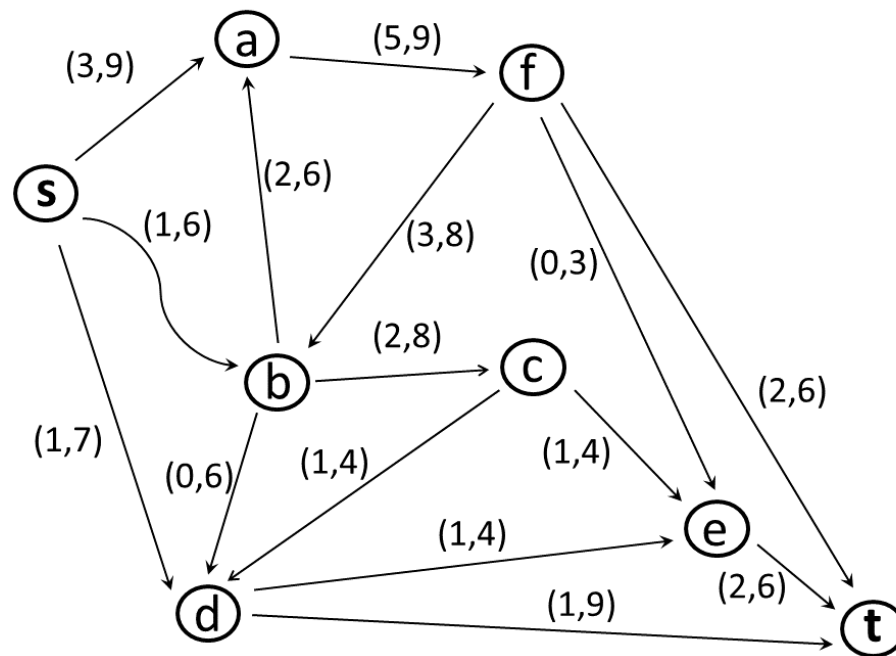 a
(5,9)
f
(3,9)
s
(2,6)
(1,6)
(3,8)
(0,3)
(2,8)
c
b
(2,6)
(1,7)
(0,6)
(1,4)
(1,4)
e
(1,4)
(2,6)
d
(1,9)
t